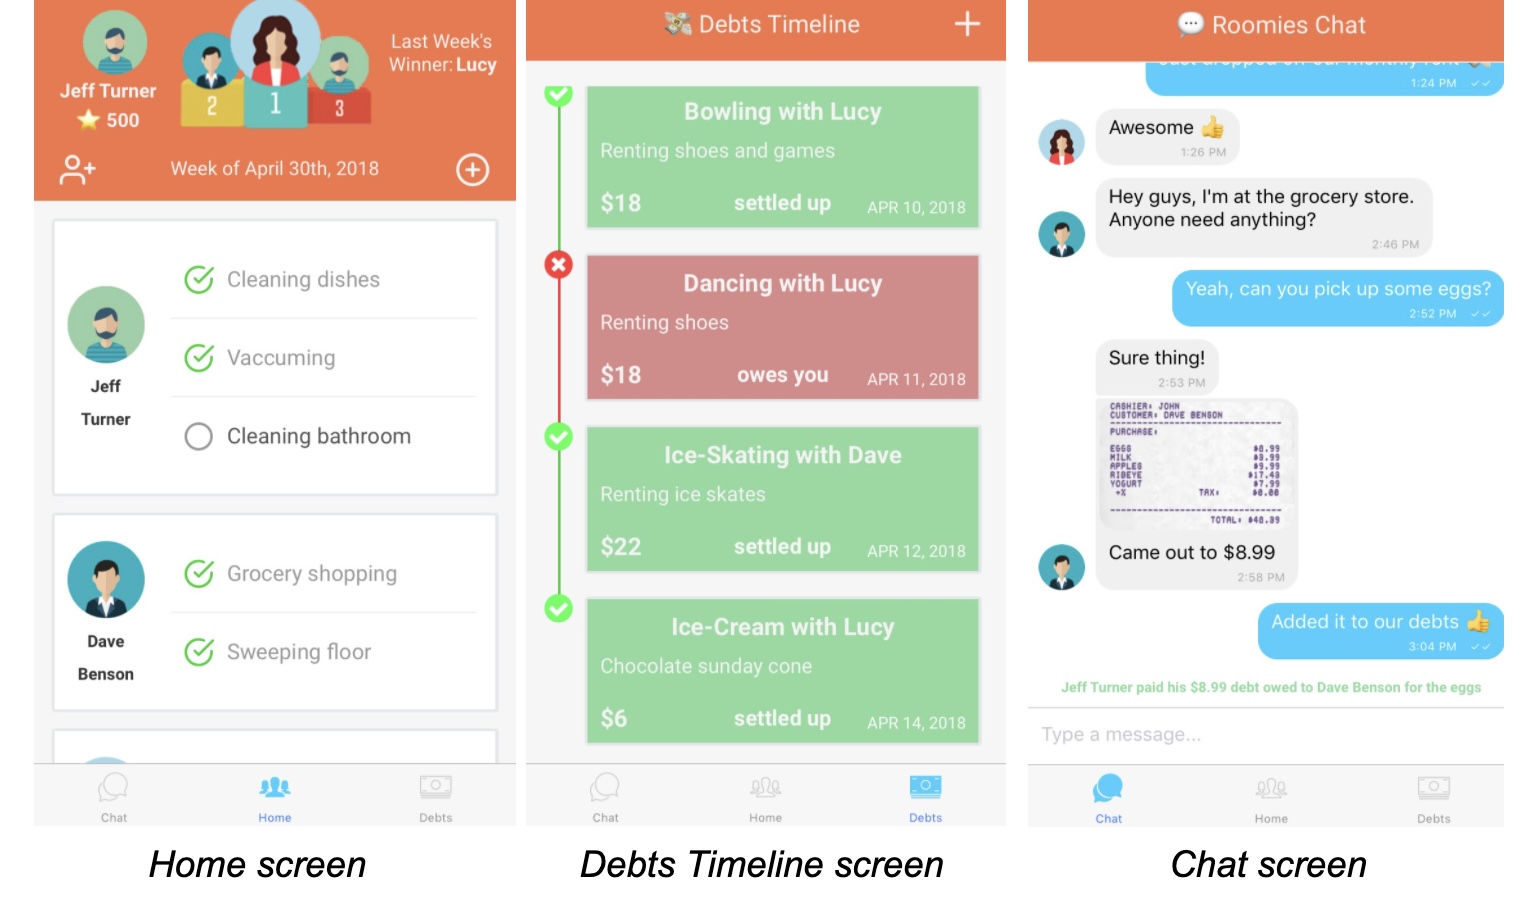 Jeff Turner
500
2
1
3
Last Week's
Winner: Lucy
Week of April 30th, 2018
Jeff
Turner
Cleaning dishes
Vaccuming
Cleaning bathroom
Dave
Benson
Grocery shopping
Sweeping floor
Chat
Home
Debts
Home screen
Debts Timeline
Bowling with Lucy
Renting shoes and games
$18 settled up APR 10, 2018
Dancing with Lucy
Renting shoes
$18 owes you APR 11, 2018
Ice-Skating with Dave
Renting ice skates
$22 settled up APR 12, 2018
Ice-Cream with Lucy
Chocolate sunday cone
$6 settled up APR 14, 2018
Chat
Home
Debts
Debts Timeline screen
Roomies Chat
Just dropped off our monthly rent
1:24 PM
Awesome 👍
1:26 PM
Hey guys, I'm at the grocery store.
Anyone need anything?
2:46 PM
Yeah, can you pick up some eggs?
2:52 PM
Sure thing!
2:53 PM
CASHIER: JOHN
CUSTOMER: DAVE BENSON
PURCHASE:
EGGS $8.99
MILK
APPLES $9.99
RIBEYE $17.43
YOGURT $7.99
TAX: $0.00
TOTAL:
Came out to $8.99
2:58 PM
Added it to our debts 👍
3:04 PM
Jeff Turner paid his $8.99 debt owed to Dave Benson for the eggs
Type a message...
Chat
Home
Debts
Chat screen